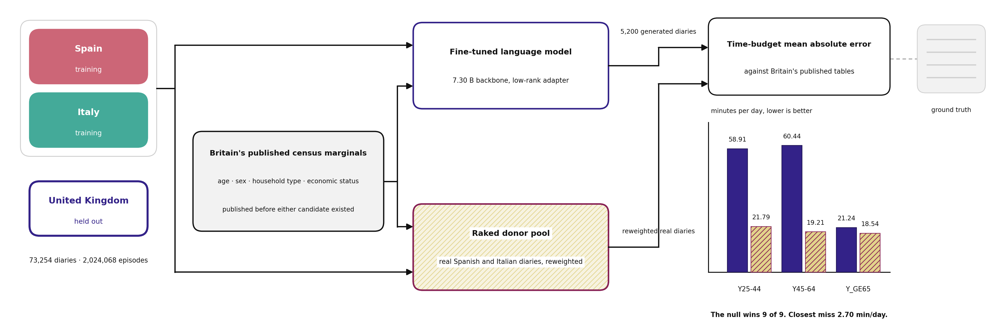 Spain
training
Italy
training
United Kingdom
held out
73,254 diaries · 2,024,068 episodes
Britain's published census marginals
age · sex · household type · economic status
published before either candidate existed
Fine-tuned language model
7.30 B backbone, low-rank adapter
Raked donor pool
real Spanish and Italian diaries, reweighted
5,200 generated diaries
reweighted real diaries
Time-budget mean absolute error
against Britain's published tables
ground truth
minutes per day, lower is better
58.91
21.79
60.44
19.21
21.24
18.54
Y25-44
Y45-64
Y_GE65
The null wins 9 of 9. Closest miss 2.70 min/day.